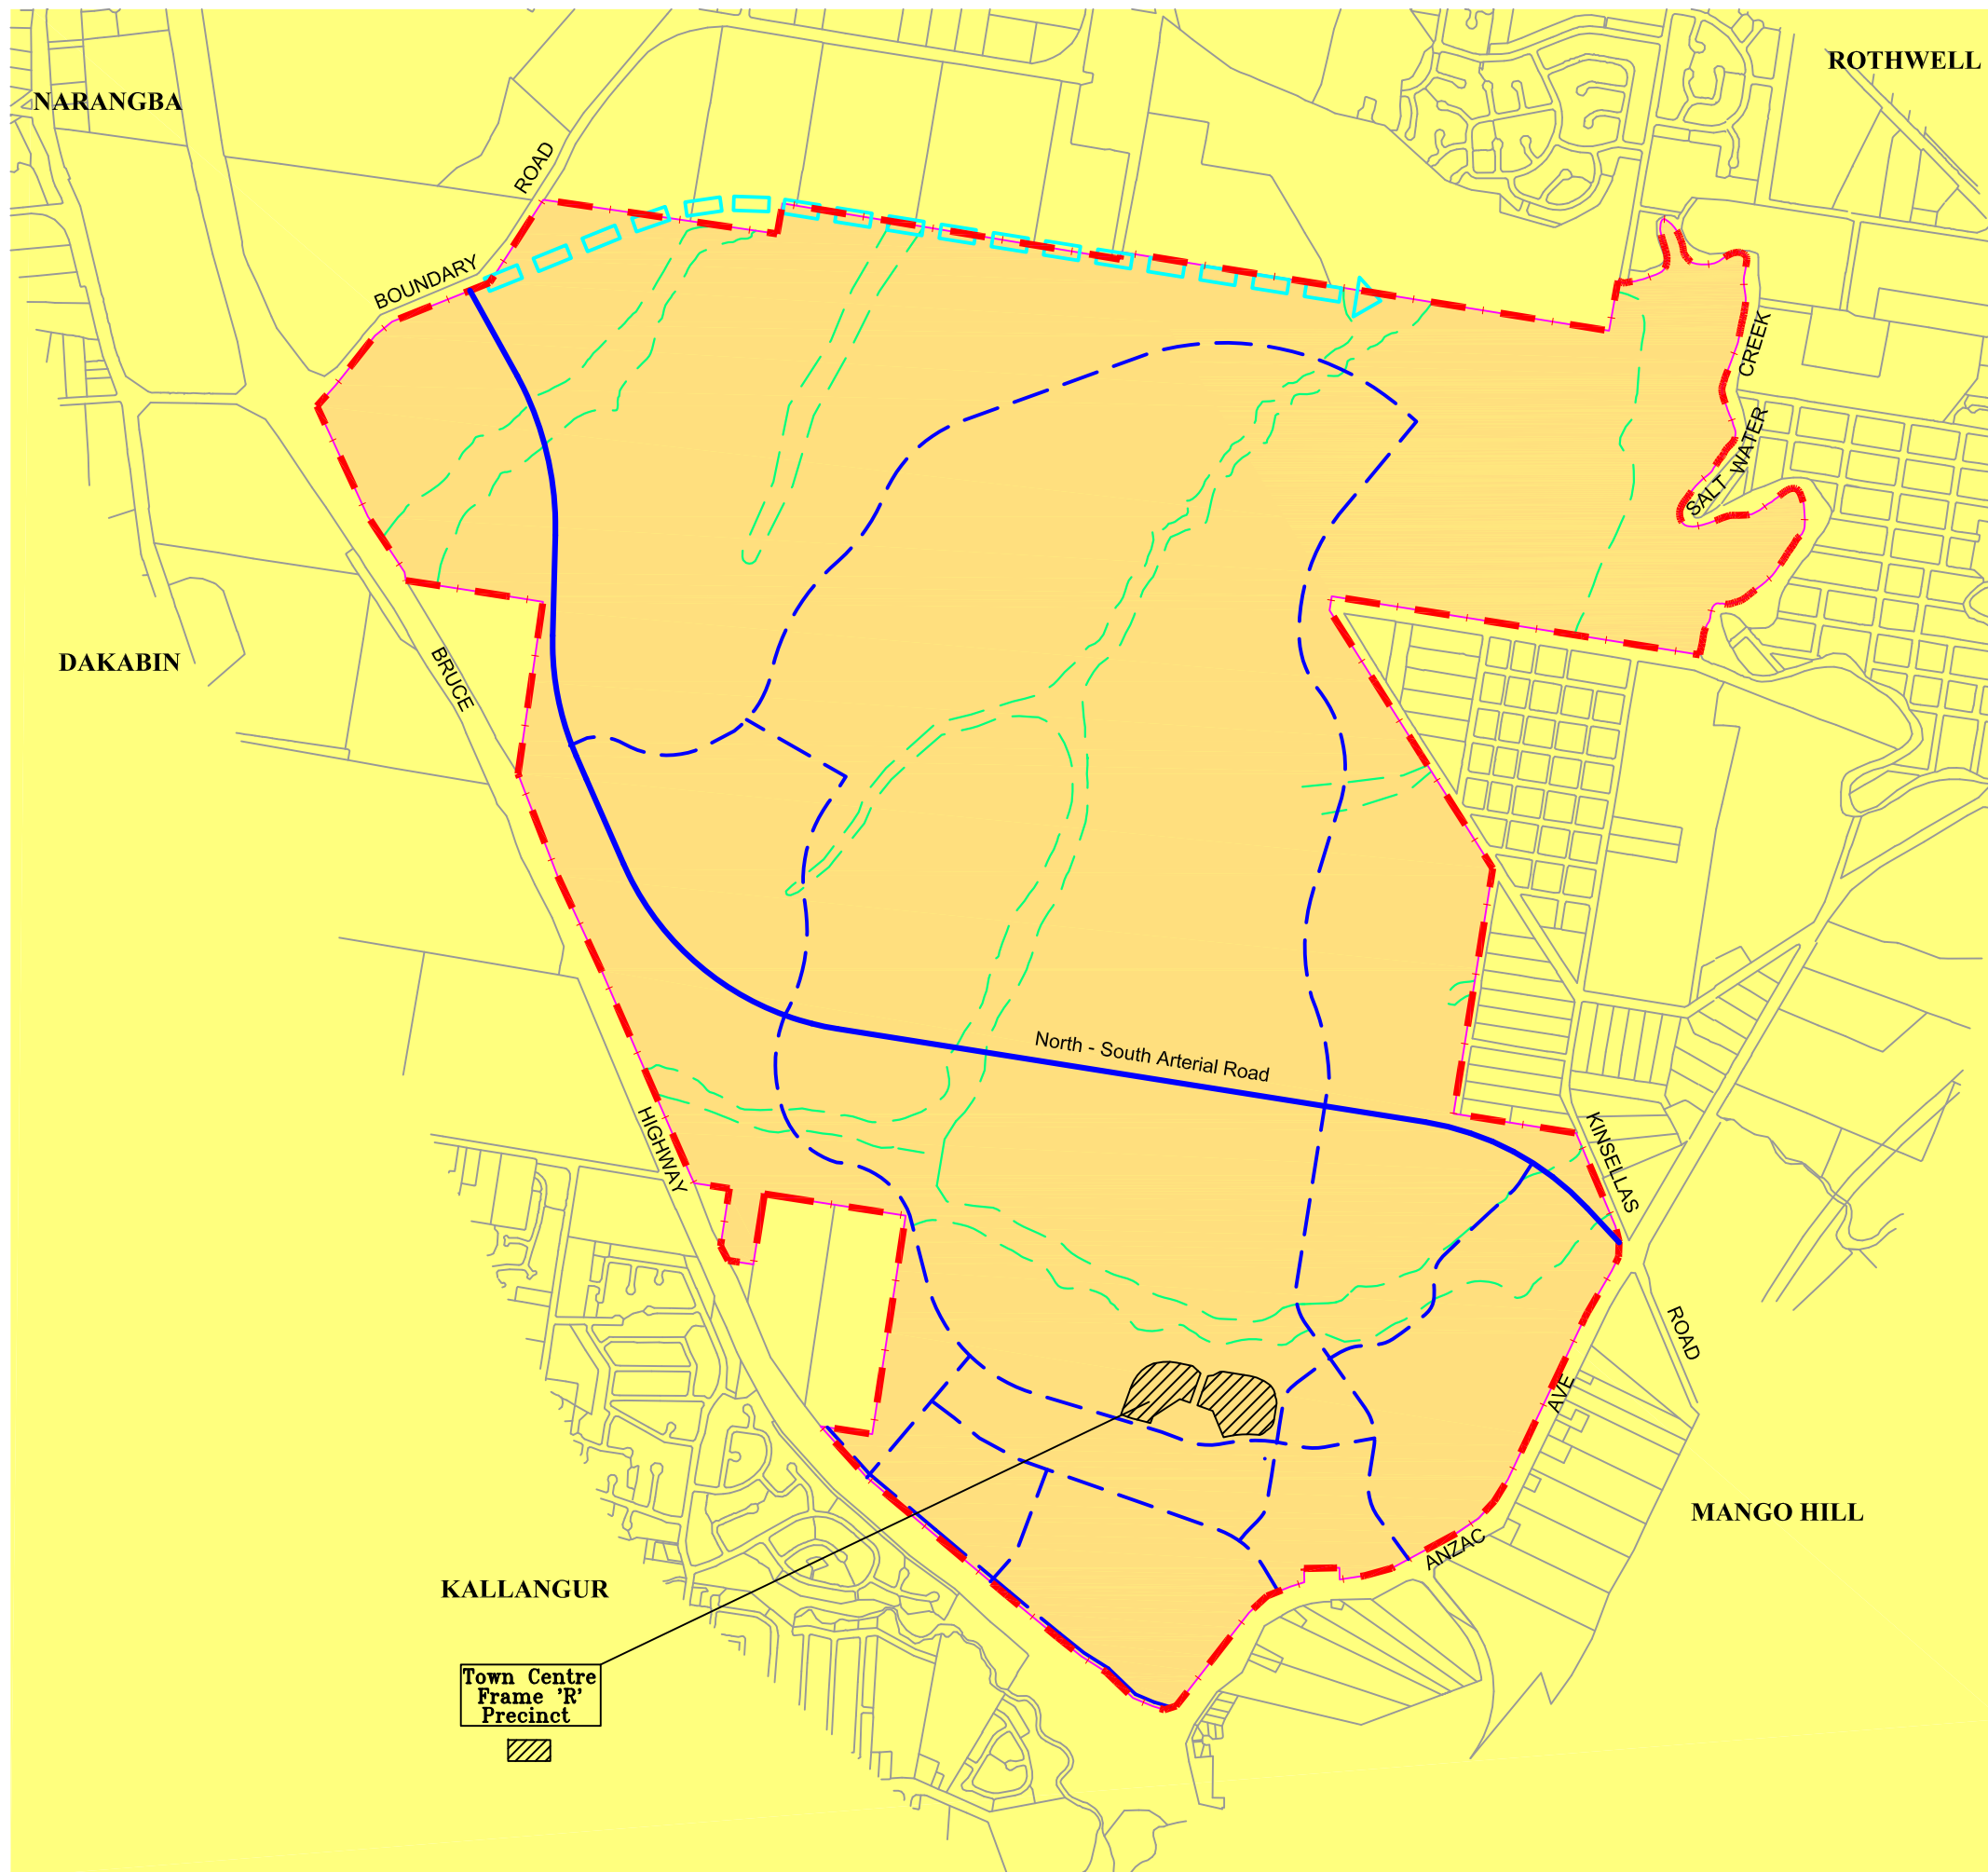 ROTHWELL
NARANGBA
ROAD
BOUNDARY
CREEK
WATER
SALT
DAKABIN
BRUCE
North - South Arterial Road
HIGHWAY
KINSELLAS
ROAD
AVE
MANGO HILL
ANZAC
KALLANGUR
Town Centre
Frame 'R'
Precinct